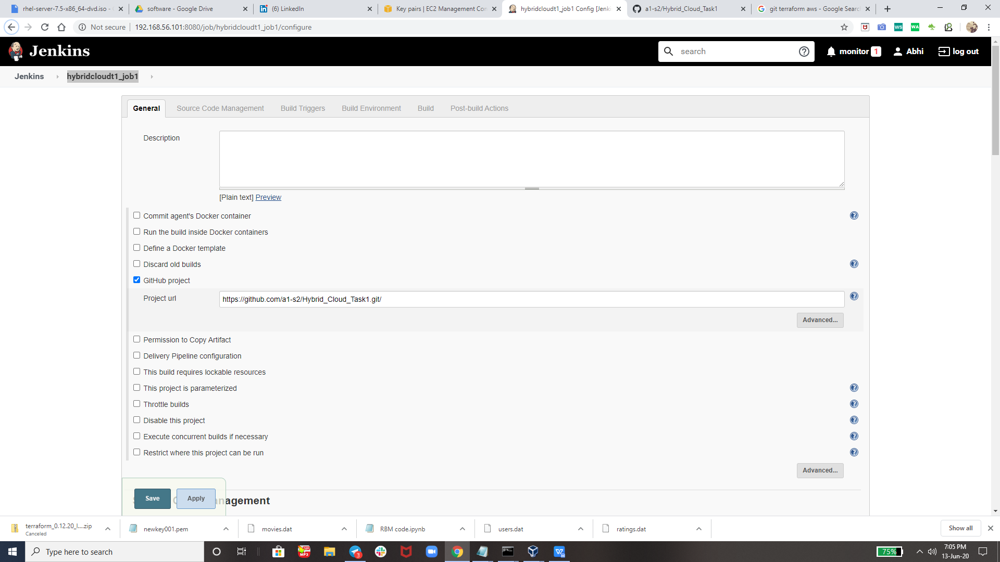 rhel-server-7.5-x86_64-dvd.iso -
software - Google Drive
(6) LinkedIn
Key pairs | EC2 Management Con
hybridcloudt1_job1 Config [Jenki
a1-s2/Hybrid_Cloud_Task1
git terraform aws - Google Searc
Not secure
192.168.56.101:8080/job/hybridcloudt1_job1/configure
WS
WA
Jenkins
search
monitor 1
Abhi
log out
Jenkins
hybridcloudt1_job1
General
Source Code Management
Build Triggers
Build Environment
Build
Post-build Actions
Description
[Plain text] Preview
Commit agent's Docker container
Run the build inside Docker containers
Define a Docker template
Discard old builds
GitHub project
Project url
https://github.com/a1-s2/Hybrid_Cloud_Task1.git/
Advanced...
Permission to Copy Artifact
Delivery Pipeline configuration
This build requires lockable resources
This project is parameterized
Throttle builds
Disable this project
Execute concurrent builds if necessary
Restrict where this project can be run
Advanced...
Save
Apply
agement
terraform_0.12.20_l....zip
Canceled
newkey001.pem
movies.dat
RBM code.ipynb
users.dat
ratings.dat
Show all
Type here to search
MP3
3
75%
7:05 PM
13-Jun-20